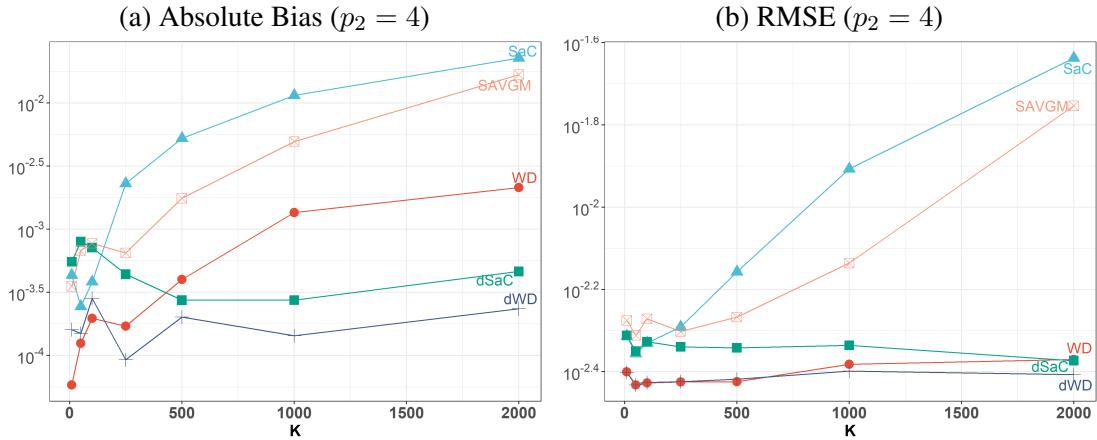 (a) Absolute Bias (p₂ = 4)
SaC
SAVGM
WD
dSaC
dWD
10^-2
10^-2.5
10^-3
10^-3.5
10^-4
0 500 1000 1500 2000
K
(b) RMSE (p₂ = 4)
10^-1.6
10^-1.8
10^-2
10^-2.2
10^-2.4
SaC
SAVGM
WD
dSaC
dWD
0 500 1000 1500 2000
K